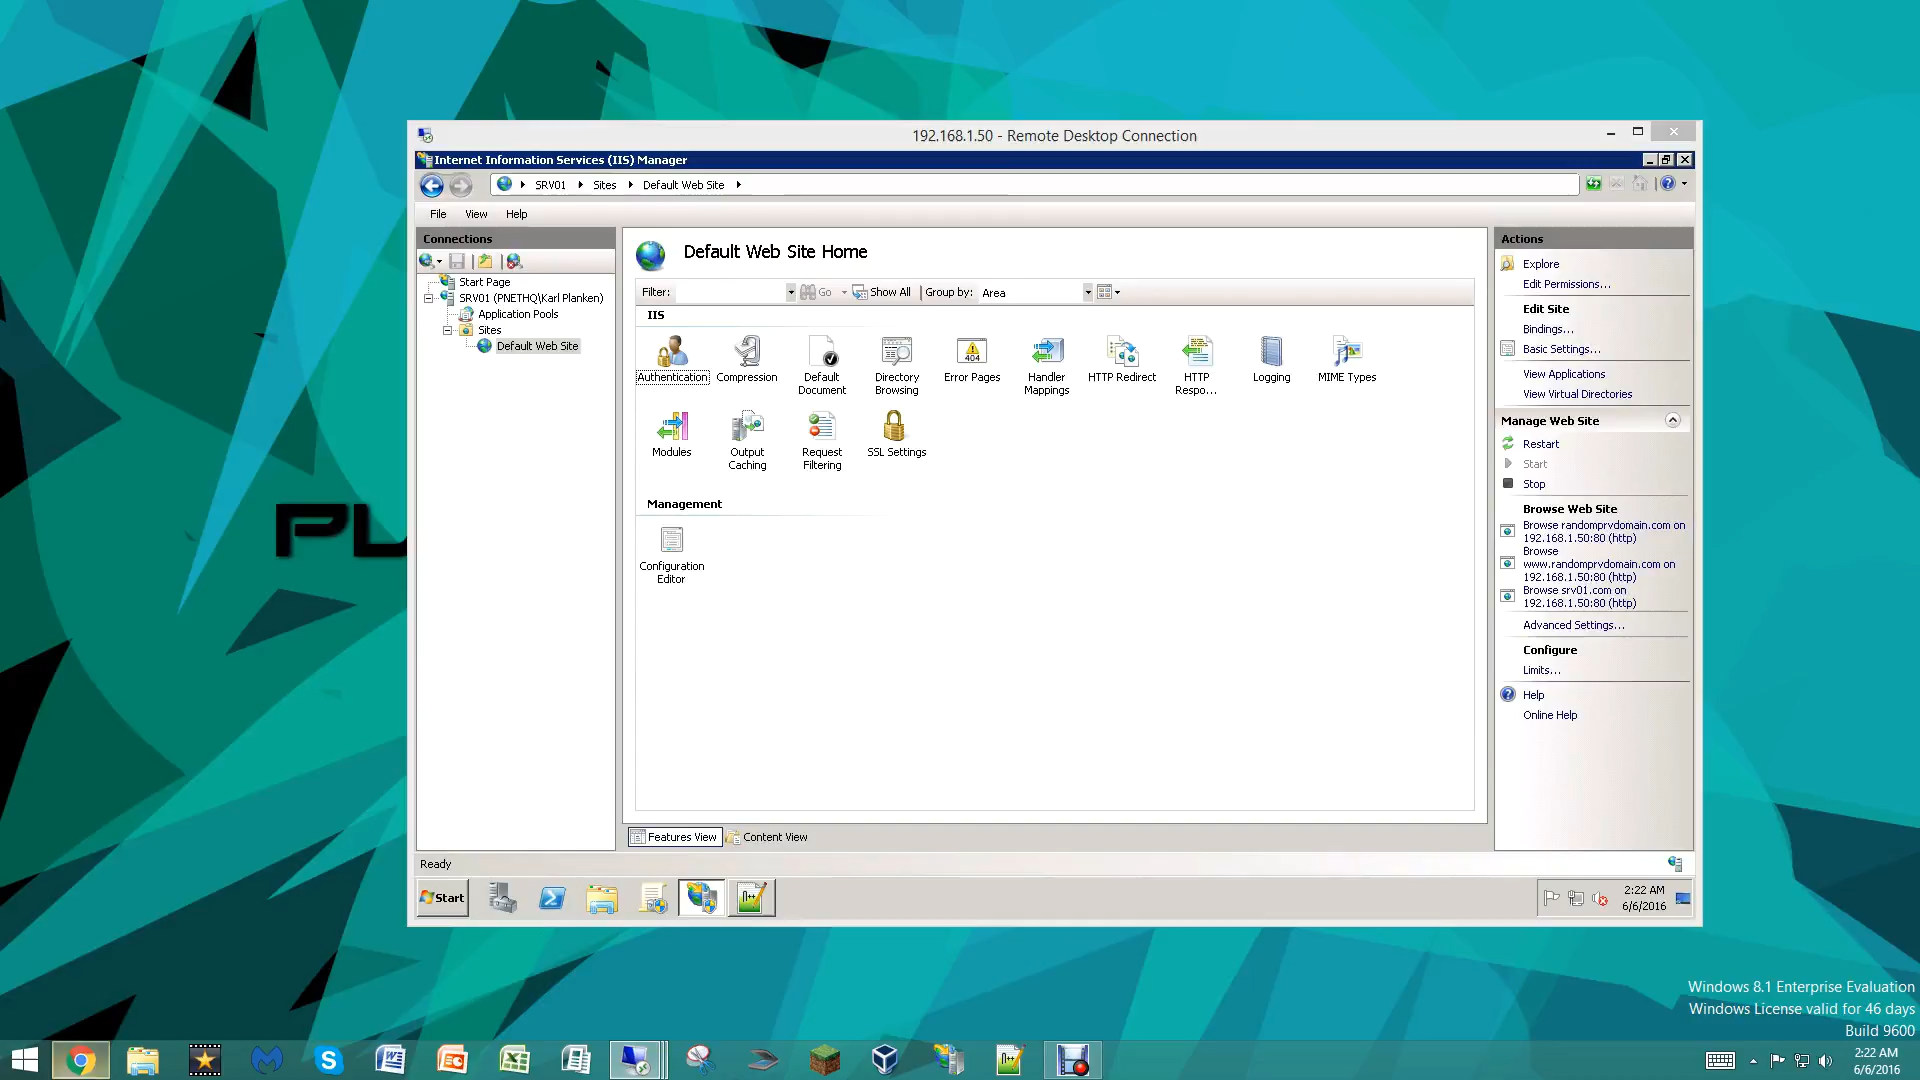 192.168.1.50 - Remote Desktop Connection
Internet Information Services (IIS) Manager
SRV01
Sites
Default Web Site
File
View
Help
Connections
Start Page
SRV01 (PNETHQ\Karl Planken)
Application Pools
Sites
Default Web Site
Default Web Site Home
Filter:
Go
Show All
Group by:
Area
IIS
Authentication
Compression
Default
Document
Directory
Browsing
Error Pages
Handler
Mappings
HTTP Redirect
HTTP
Respo...
Logging
MIME Types
404
Modules
Output
Caching
Request
Filtering
SSL Settings
Management
Configuration
Editor
Features View
Content View
Actions
Explore
Edit Permissions...
Edit Site
Bindings...
Basic Settings...
View Applications
View Virtual Directories
Manage Web Site
Restart
Start
Stop
Browse Web Site
Browse randomprvdomain.com on
192.168.1.50:80 (http)
Browse
www.randomprvdomain.com on
192.168.1.50:80 (http)
Browse srv01.com on
192.168.1.50:80 (http)
Advanced Settings...
Configure
Limits...
Help
Online Help
Ready
Start
2:22 AM
6/6/2016
PL
Windows 8.1 Enterprise Evaluation
Windows License valid for 46 days
Build 9600
2:22 AM
6/6/2016